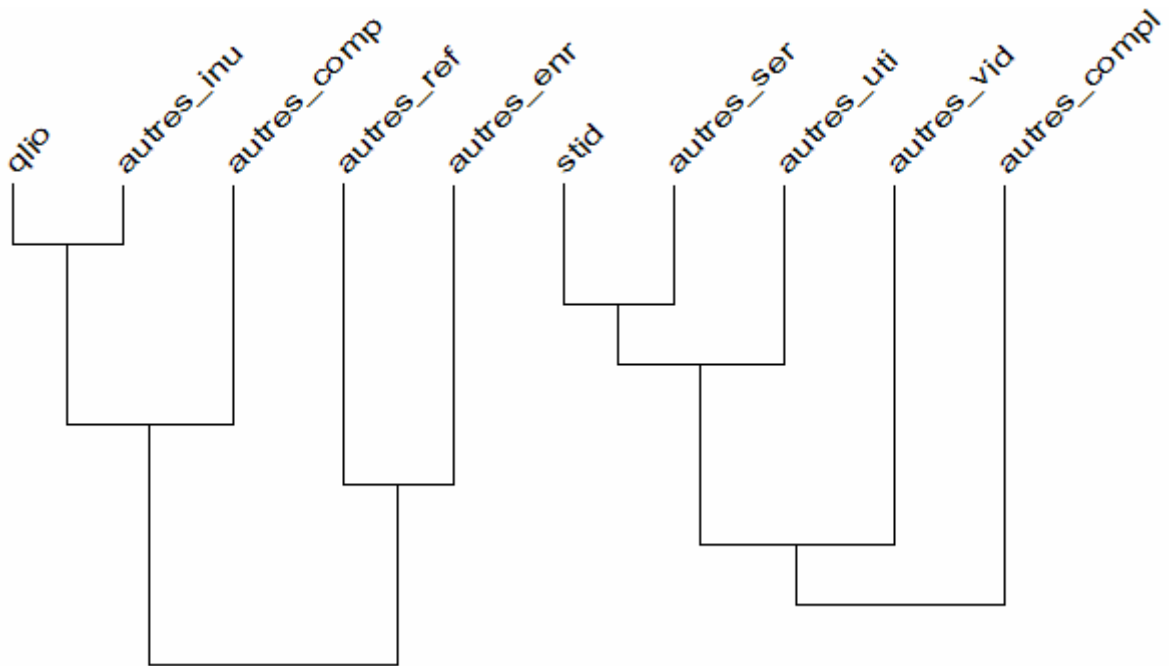 qlio
autres_inu
autres_comp
autres_ref
autres_enr
stid
autres_ser
autres_uti
autres_vid
autres_compl